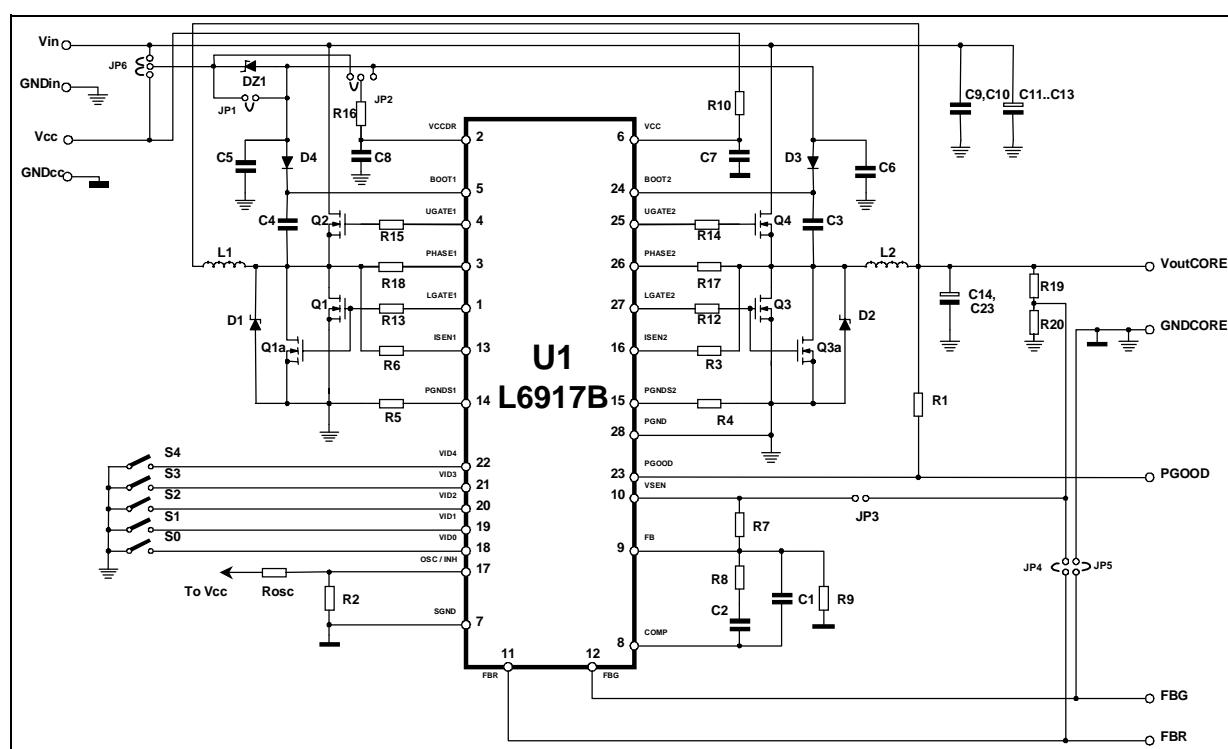 Vin
JP6
GNDin
DZ1
JP1
JP2
R16
R10
C9,C10
C11..C13
Vcc
GNDcc
VCCDR
2
6
VCC
C5
D4
C8
C7
D3
C6
BOOT1
5
24
BOOT2
C4
Q2
UGATE1
4
R15
25
UGATE2
R14
Q4
C3
L1
PHASE1
3
R18
26
PHASE2
R17
L2
VoutCORE
Q1
LGATE1
1
R13
27
LGATE2
R12
Q3
D1
D2
C14,
C23
R19
R20
GNDCORE
Q1a
ISEN1
13
R6
16
ISEN2
R3
Q3a
U1
L6917B
PGNDS1
14
R5
15
PGNDS2
R4
R1
28
PGND
S4
VID4
22
23
PGOOD
PGOOD
S3
VID3
21
10
VSEN
JP3
S2
VID2
20
S1
VID1
19
R7
S0
VID0
18
9
FB
OSC / INH
17
To Vcc
Rosc
R2
R8
C2
C1
R9
JP4
JP5
SGND
7
8
COMP
11
FBR
12
FBG
FBG
FBR